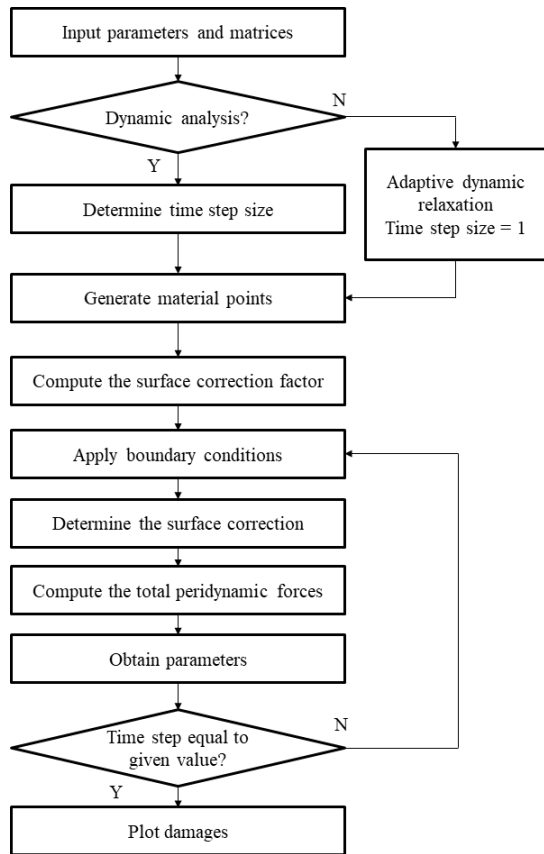 Input parameters and matrices
Dynamic analysis?
N
Y
Determine time step size
Adaptive dynamic
relaxation
Time step size = 1
Generate material points
Compute the surface correction factor
Apply boundary conditions
Determine the surface correction
Compute the total peridynamic forces
Obtain parameters
Time step equal to
given value?
N
Y
Plot damages